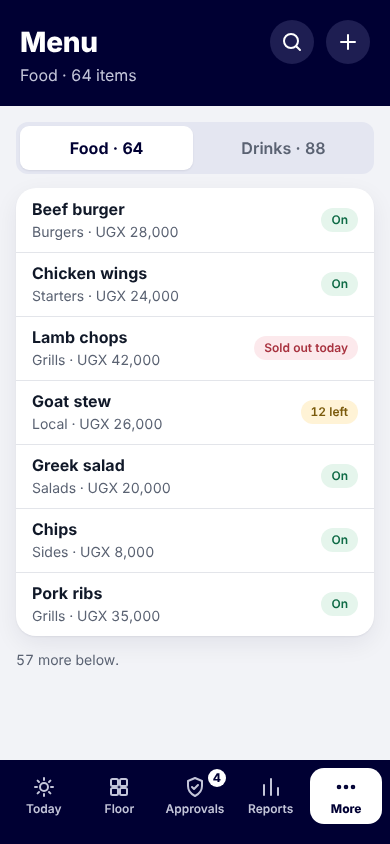 Menu
Food · 64 items
Food · 64
Drinks · 88
Beef burger
Burgers · UGX 28,000
On
Chicken wings
Starters · UGX 24,000
On
Lamb chops
Grills · UGX 42,000
Sold out today
Goat stew
Local · UGX 26,000
12 left
Greek salad
Salads · UGX 20,000
On
Chips
Sides · UGX 8,000
On
Pork ribs
Grills · UGX 35,000
On
57 more below.
Today
Floor
4
Approvals
Reports
More